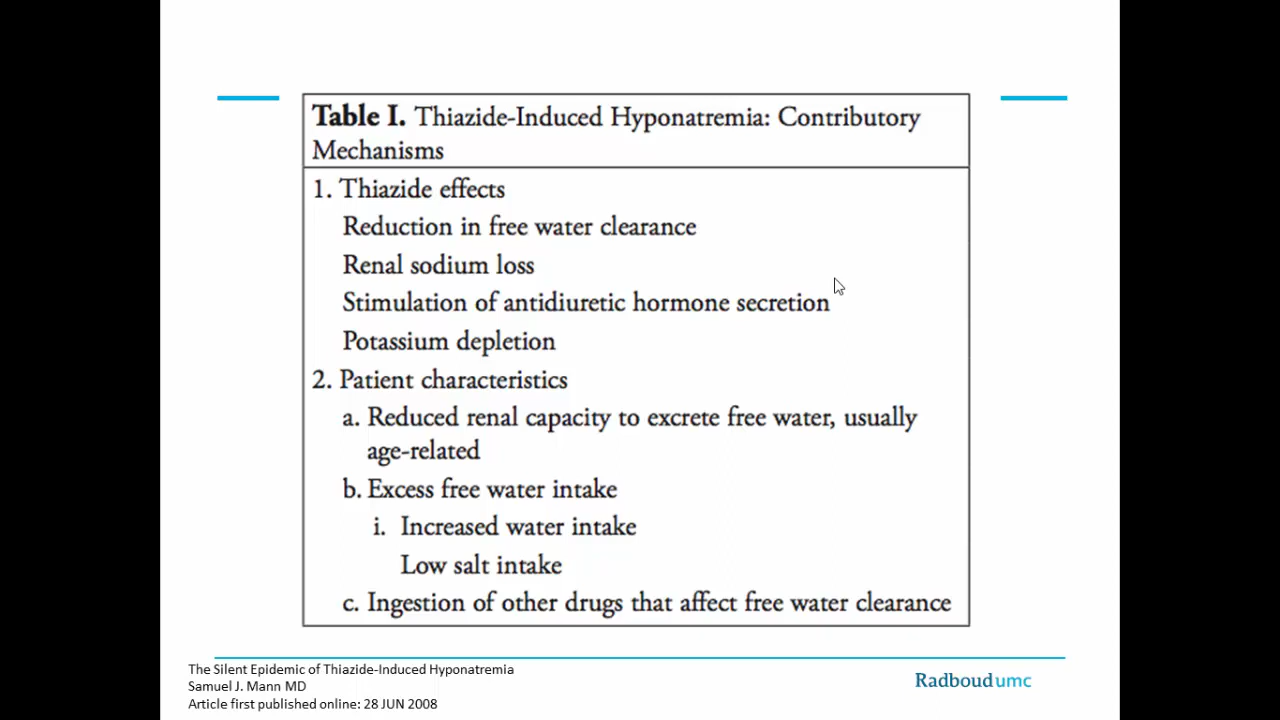 Table I. Thiazide-Induced Hyponatremia: Contributory
Mechanisms
1. Thiazide effects
Reduction in free water clearance
Renal sodium loss
Stimulation of antidiuretic hormone secretion
Potassium depletion
2. Patient characteristics
a. Reduced renal capacity to excrete free water, usually
age-related
b. Excess free water intake
i. Increased water intake
Low salt intake
c. Ingestion of other drugs that affect free water clearance
The Silent Epidemic of Thiazide-Induced Hyponatremia
Samuel J. Mann MD
Article first published online: 28 JUN 2008
Radboudumc